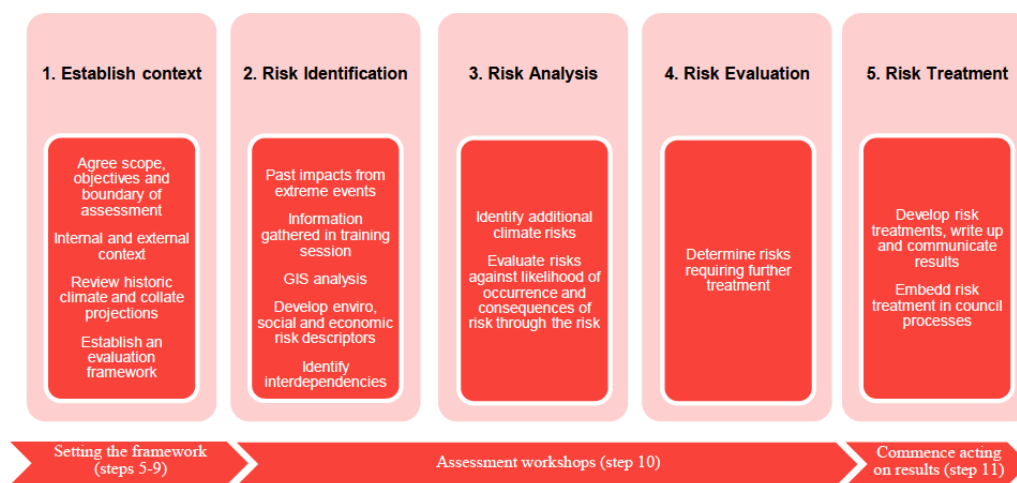 1. Establish context
Agree scope,
objectives and
boundary of
assessment
Internal and external
context
Review historic
climate and collate
projections
Establish an
evaluation
framework
2. Risk Identification
Past impacts from
extreme events
Information
gathered in training
session
GIS analysis
Develop enviro,
social and economic
risk descriptors
Identify
interdependencies
3. Risk Analysis
Identify additional
climate risks
Evaluate risks
against likelihood of
occurrence and
consequences of
risk through the risk
4. Risk Evaluation
Determine risks
requiring further
treatment
5. Risk Treatment
Develop risk
treatments, write up
and communicate
results
Embedd risk
treatment in council
processes
Setting the framework
(steps 5-9)
Assessment workshops (step 10)
Commence acting
on results (step 11)